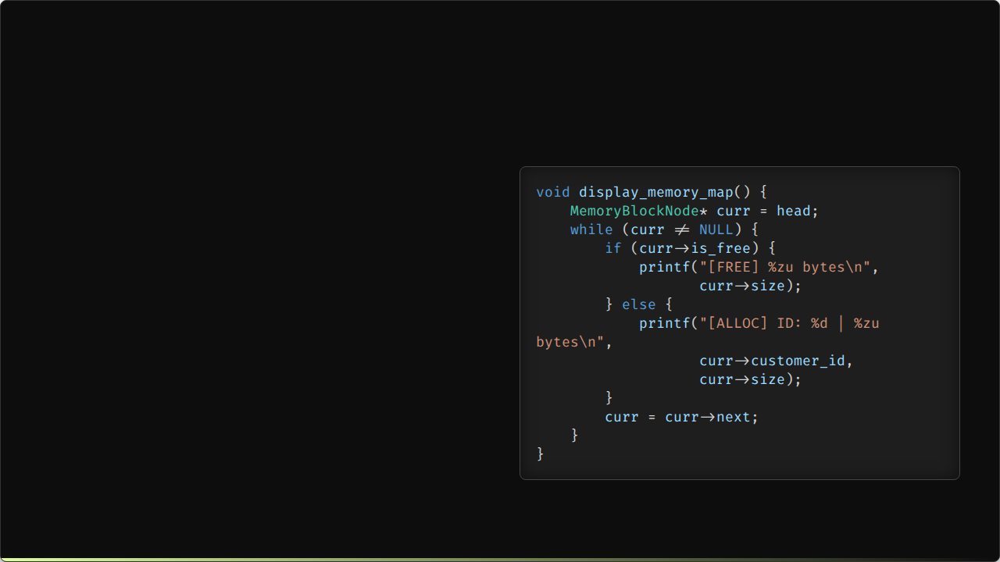 void display_memory_map() {
    MemoryBlockNode* curr = head;
    while (curr != NULL) {
        if (curr->is_free) {
            printf("[FREE] %zu bytes\n",
                   curr->size);
        } else {
            printf("[ALLOC] ID: %d | %zu
bytes\n",
                   curr->customer_id,
                   curr->size);
        }
        curr = curr->next;
    }
}